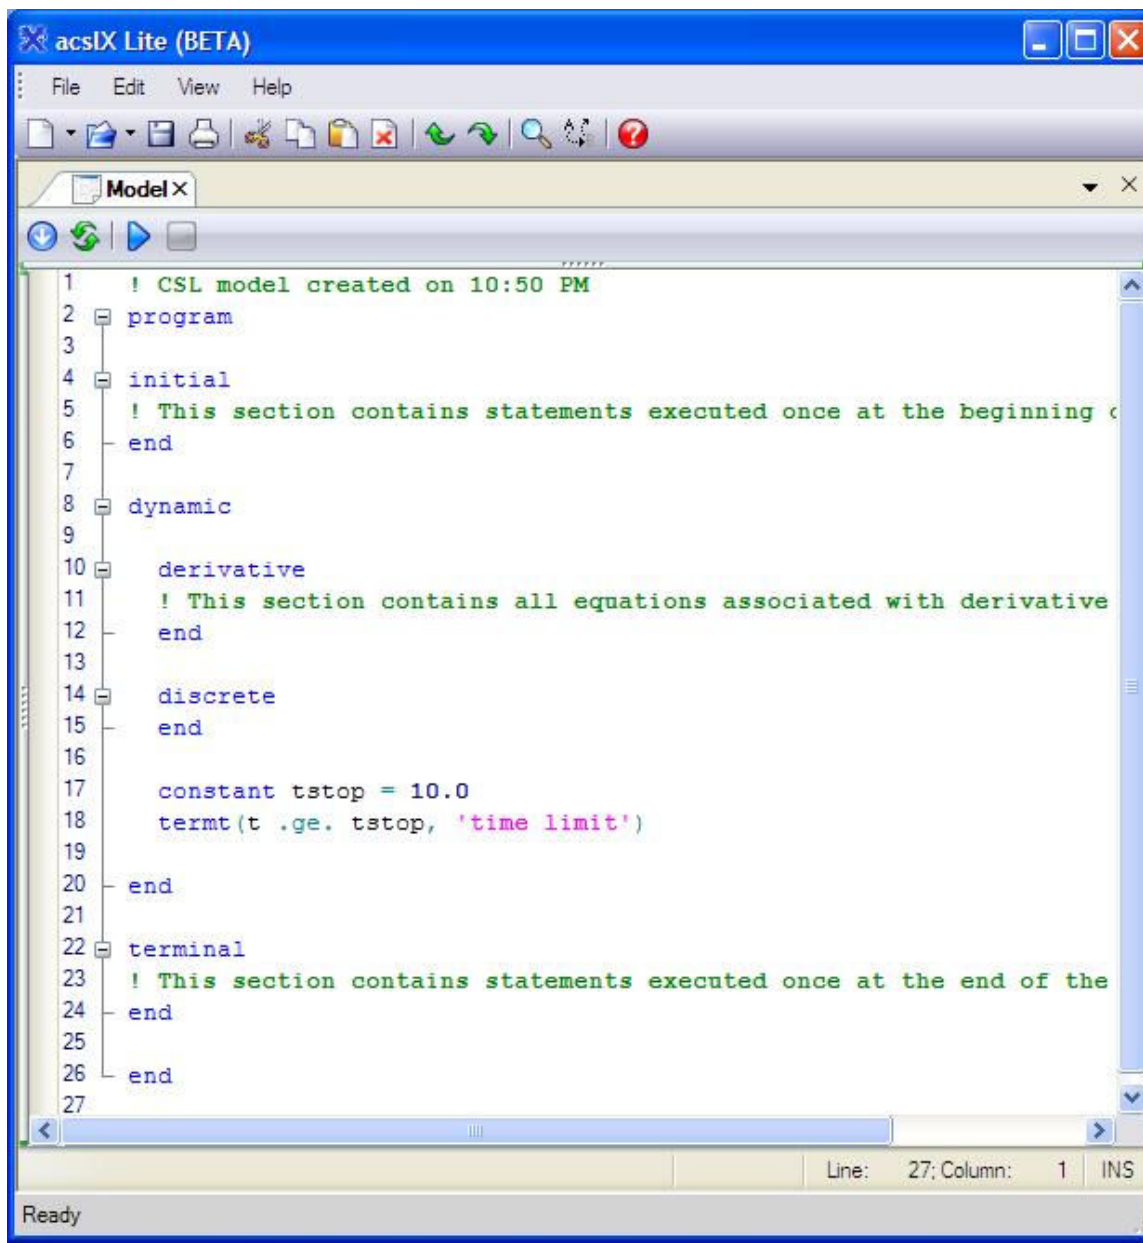 acslX Lite (BETA)
File Edit View Help
Model
1 ! CSL model created on 10:50 PM
2 program
3
4 initial
5 ! This section contains statements executed once at the beginning
6 end
7
8 dynamic
9
10 derivative
11 ! This section contains all equations associated with derivative
12 end
13
14 discrete
15 end
16
17 constant tstop = 10.0
18 termt(t .ge. tstop, 'time limit')
19
20 end
21
22 terminal
23 ! This section contains statements executed once at the end of the
24 end
25
26 end
27
Line: 27; Column: 1 INS
Ready